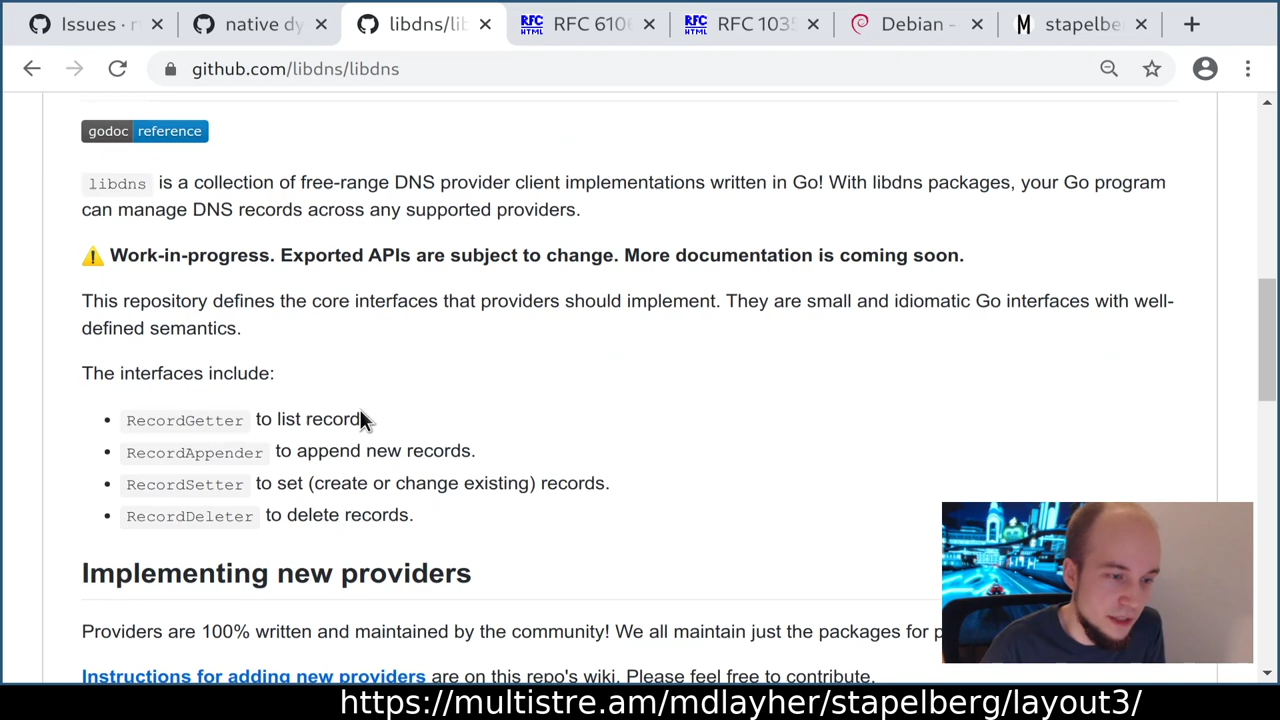 Issues · r
native dy
libdns/lib
RFC 6106
RFC 1035
Debian -
stapelber
github.com/libdns/libdns
godoc reference
libdns is a collection of free-range DNS provider client implementations written in Go! With libdns packages, your Go program
can manage DNS records across any supported providers.
⚠️ Work-in-progress. Exported APIs are subject to change. More documentation is coming soon.
This repository defines the core interfaces that providers should implement. They are small and idiomatic Go interfaces with well-
defined semantics.
The interfaces include:
• RecordGetter to list record
• RecordAppender to append new records.
• RecordSetter to set (create or change existing) records.
• RecordDeleter to delete records.
Implementing new providers
Providers are 100% written and maintained by the community! We all maintain just the packages for p
Instructions for adding new providers are on this repo's wiki. Please feel free to contribute.
https://multistre.am/mdlayher/stapelberg/layout3/